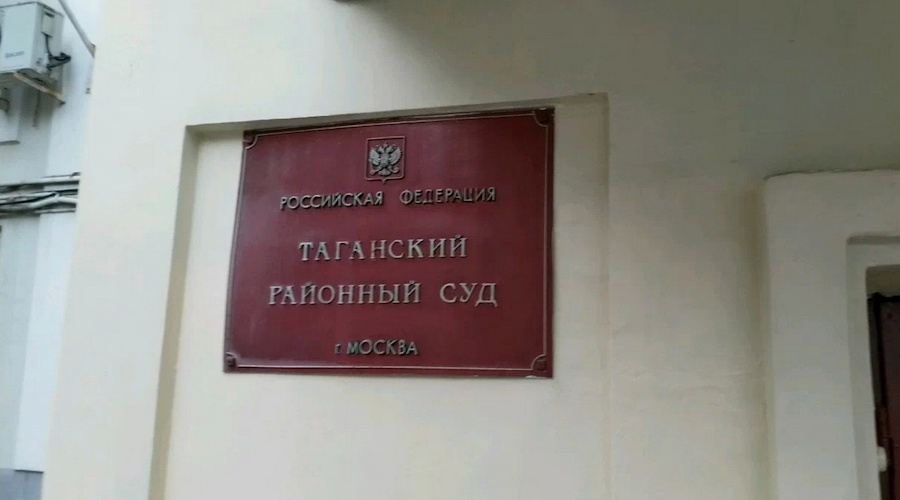 РОССИЙСКАЯ ФЕДЕРАЦИЯ
ТАГАНСКИЙ
РАЙОННЫЙ СУД
г МОСКВА